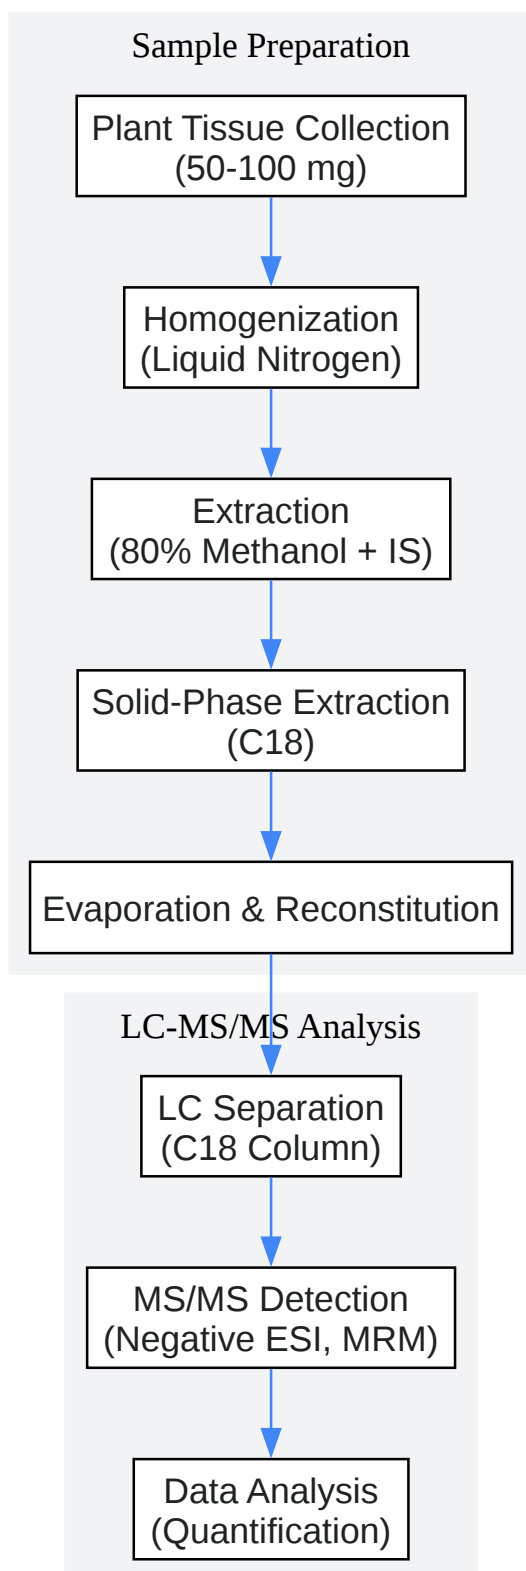 Sample Preparation
Plant Tissue Collection
(50-100 mg)
Homogenization
(Liquid Nitrogen)
Extraction
(80% Methanol + IS)
Solid-Phase Extraction
(C18)
Evaporation & Reconstitution
LC-MS/MS Analysis
LC Separation
(C18 Column)
MS/MS Detection
(Negative ESI, MRM)
Data Analysis
(Quantification)